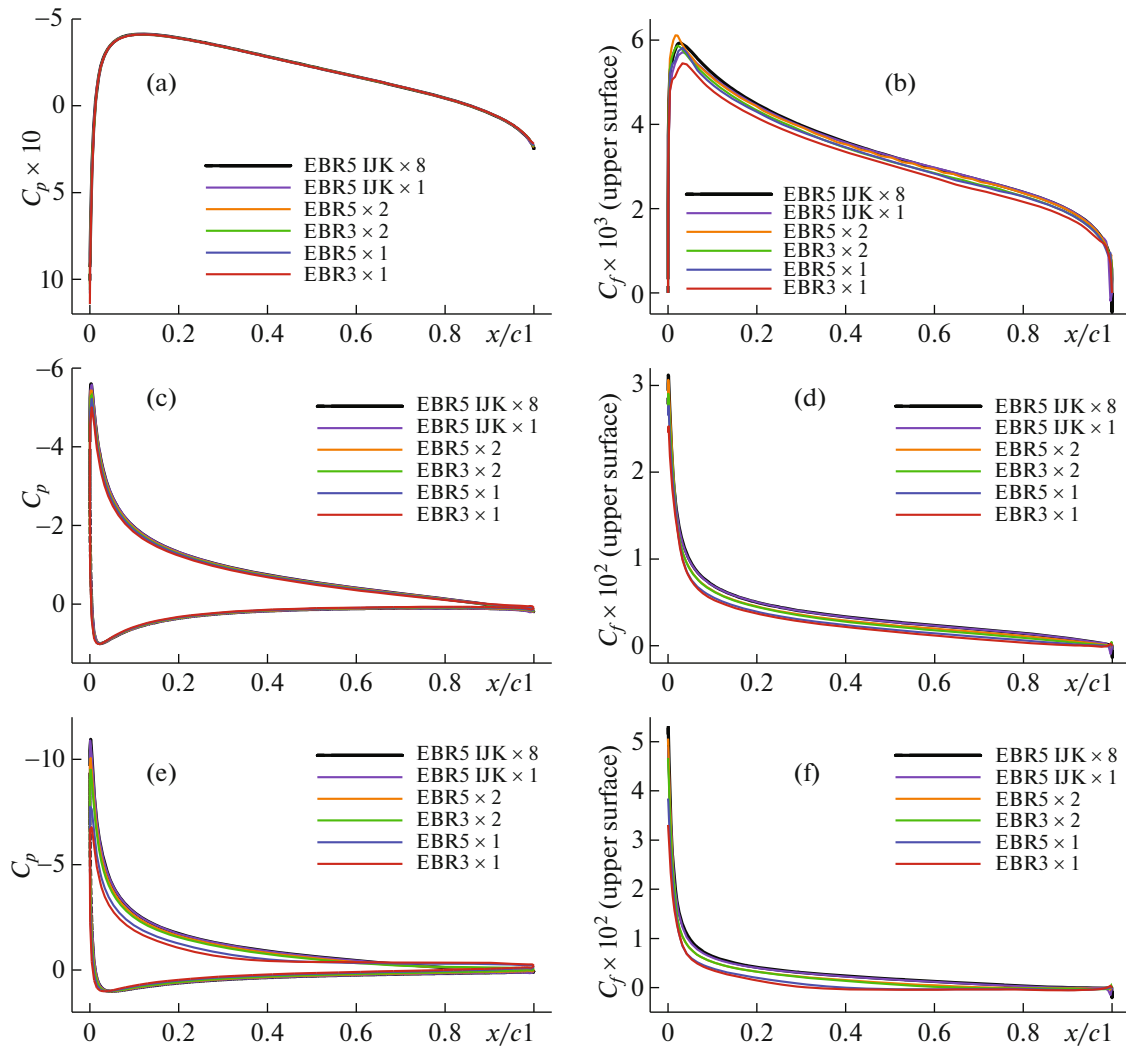 −5
0
5
10
C_p × 10
(a)
EBR5 IJK × 8
EBR5 IJK × 1
EBR5 × 2
EBR3 × 2
EBR5 × 1
EBR3 × 1
0 0.2 0.4 0.6 0.8 x/c1
6
4
2
0
C_f × 10³ (upper surface)
(b)
EBR5 IJK × 8
EBR5 IJK × 1
EBR5 × 2
EBR3 × 2
EBR5 × 1
EBR3 × 1
0 0.2 0.4 0.6 0.8 x/c1
−6
−4
−2
0
C_p
(c)
EBR5 IJK × 8
EBR5 IJK × 1
EBR5 × 2
EBR3 × 2
EBR5 × 1
EBR3 × 1
0 0.2 0.4 0.6 0.8 x/c1
3
2
1
0
C_f × 10² (upper surface)
(d)
EBR5 IJK × 8
EBR5 IJK × 1
EBR5 × 2
EBR3 × 2
EBR5 × 1
EBR3 × 1
0 0.2 0.4 0.6 0.8 x/c1
−10
−5
0
C_p
(e)
EBR5 IJK × 8
EBR5 IJK × 1
EBR5 × 2
EBR3 × 2
EBR5 × 1
EBR3 × 1
0 0.2 0.4 0.6 0.8 x/c1
5
4
3
2
1
0
C_f × 10² (upper surface)
(f)
EBR5 IJK × 8
EBR5 IJK × 1
EBR5 × 2
EBR3 × 2
EBR5 × 1
EBR3 × 1
0 0.2 0.4 0.6 0.8 x/c1